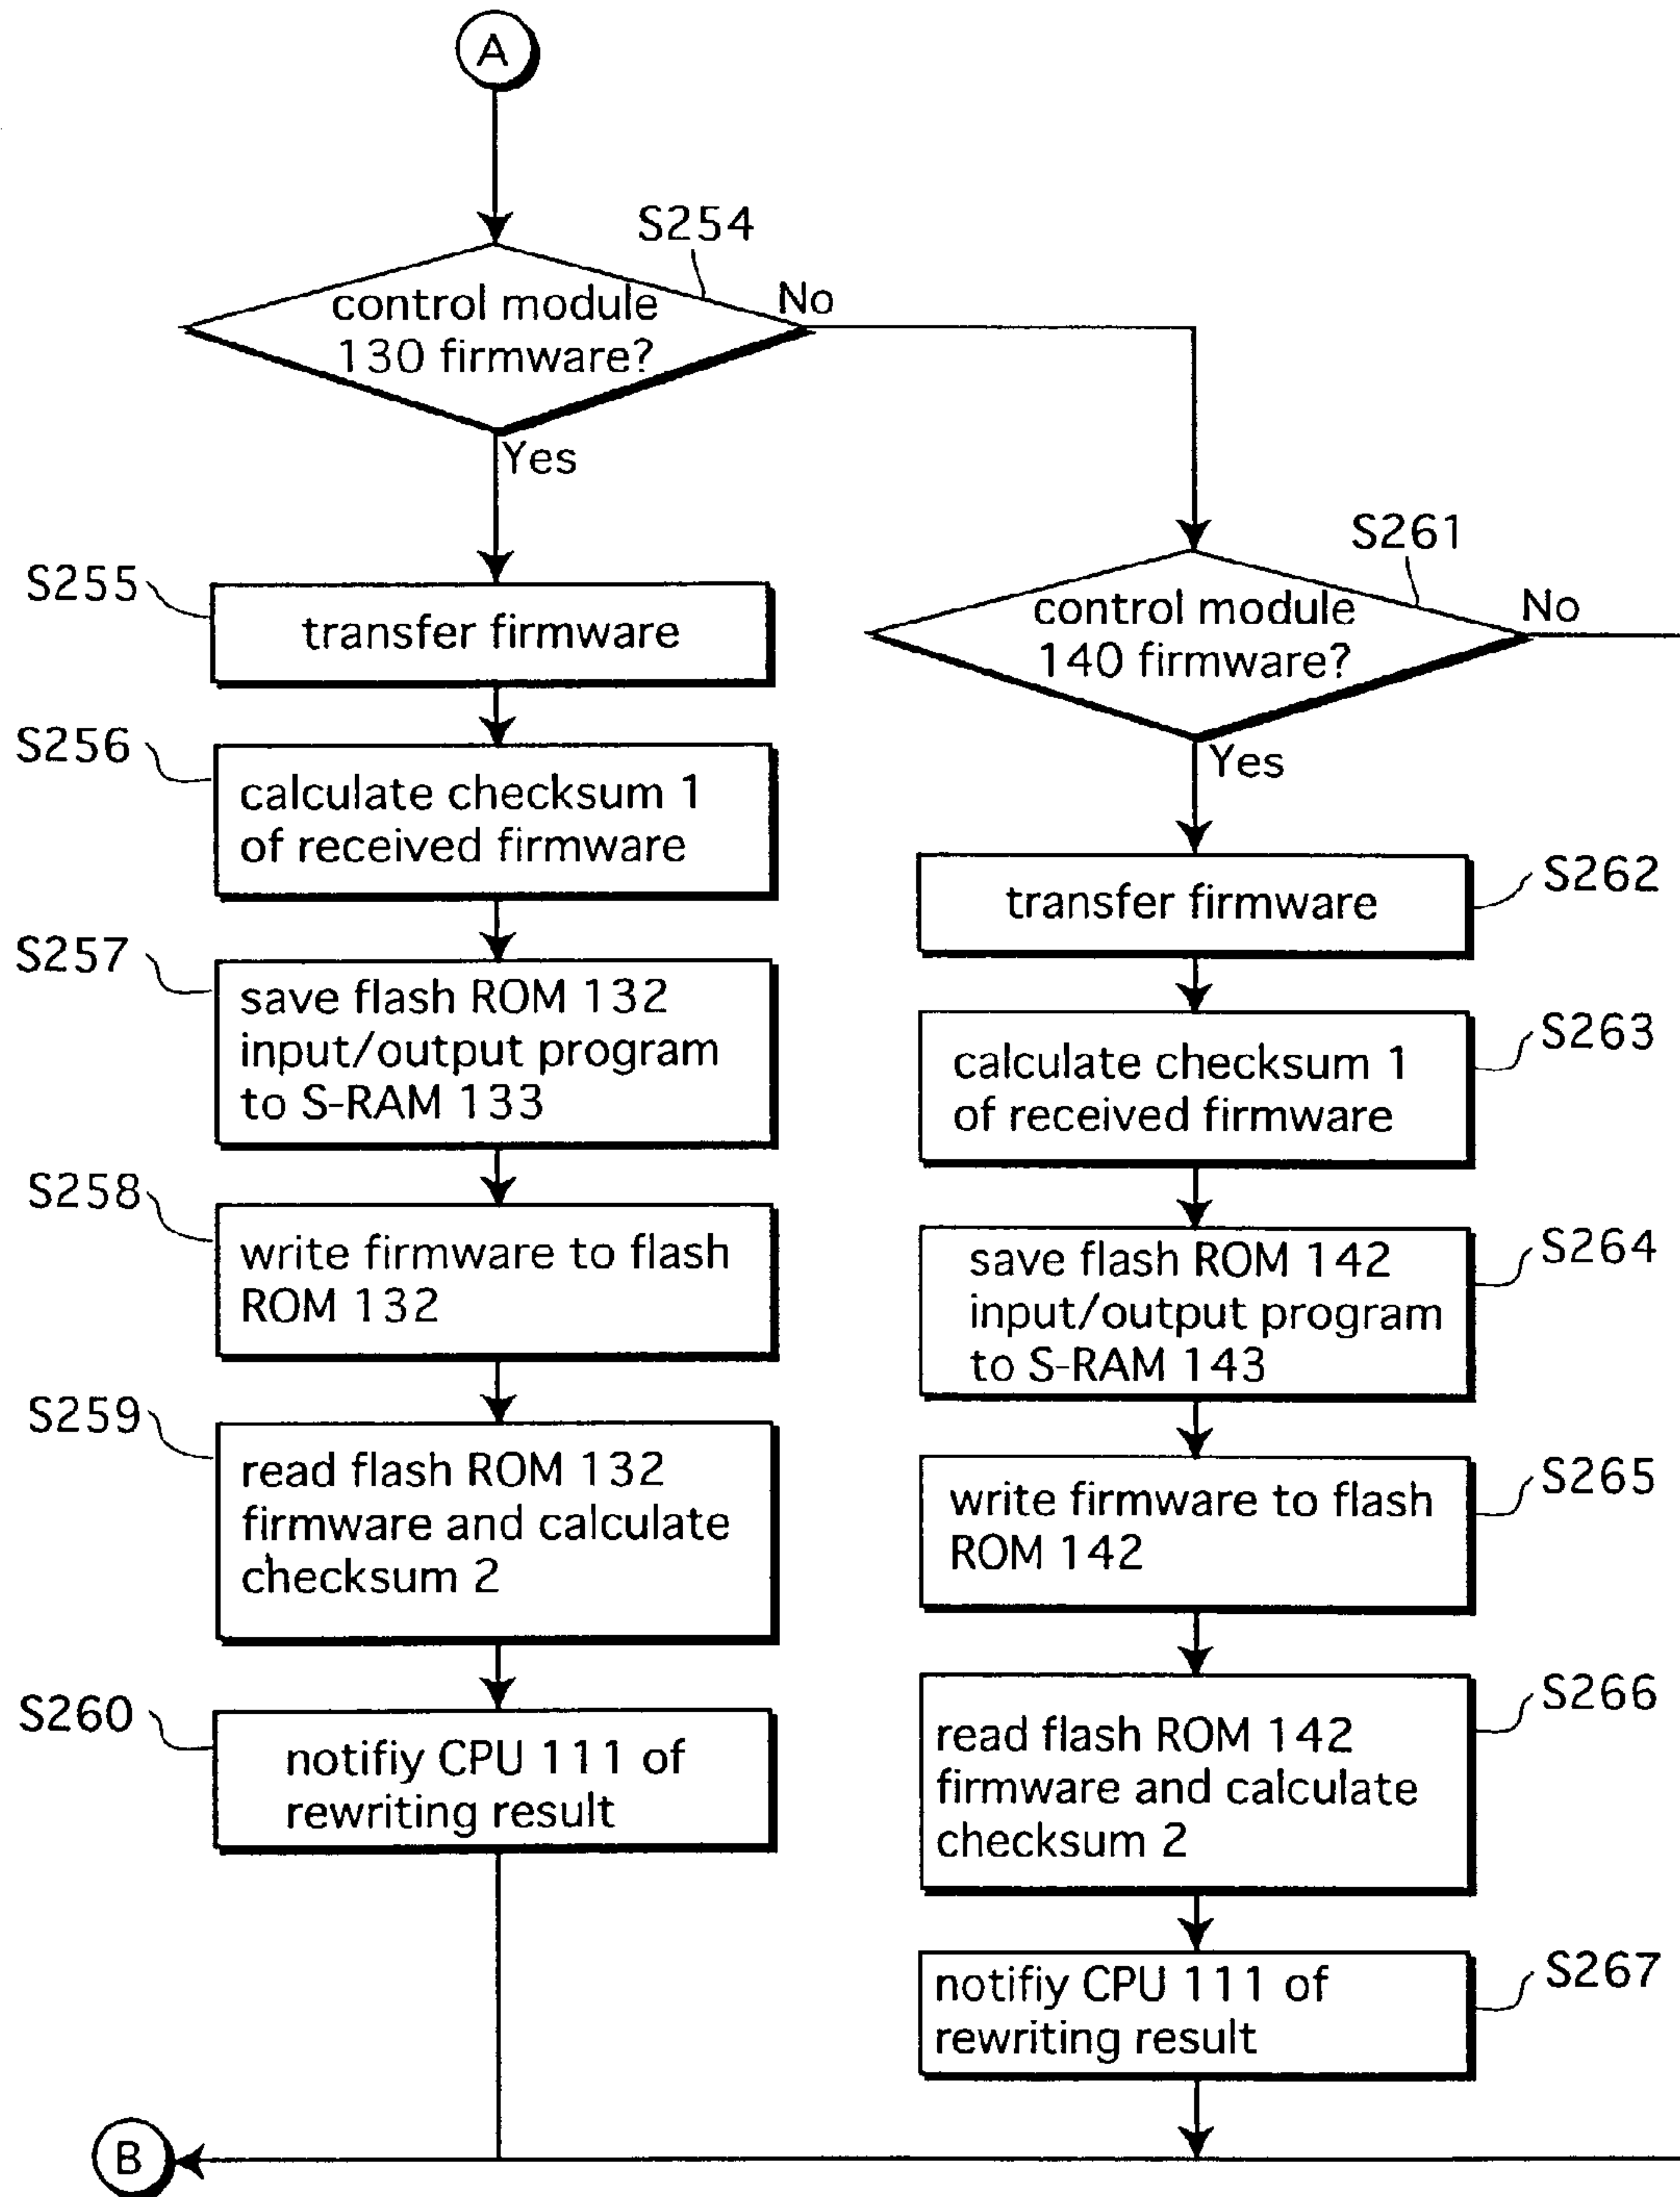 A
S254
control module
130 firmware?
No
Yes
S255
transfer firmware
S256
calculate checksum 1
of received firmware
S257
save flash ROM 132
input/output program
to S-RAM 133
S258
write firmware to flash
ROM 132
S259
read flash ROM 132
firmware and calculate
checksum 2
S260
notifiy CPU 111 of
rewriting result
S261
control module
140 firmware?
No
Yes
S262
transfer firmware
S263
calculate checksum 1
of received firmware
S264
save flash ROM 142
input/output program
to S-RAM 143
S265
write firmware to flash
ROM 142
S266
read flash ROM 142
firmware and calculate
checksum 2
S267
notifiy CPU 111 of
rewriting result
B